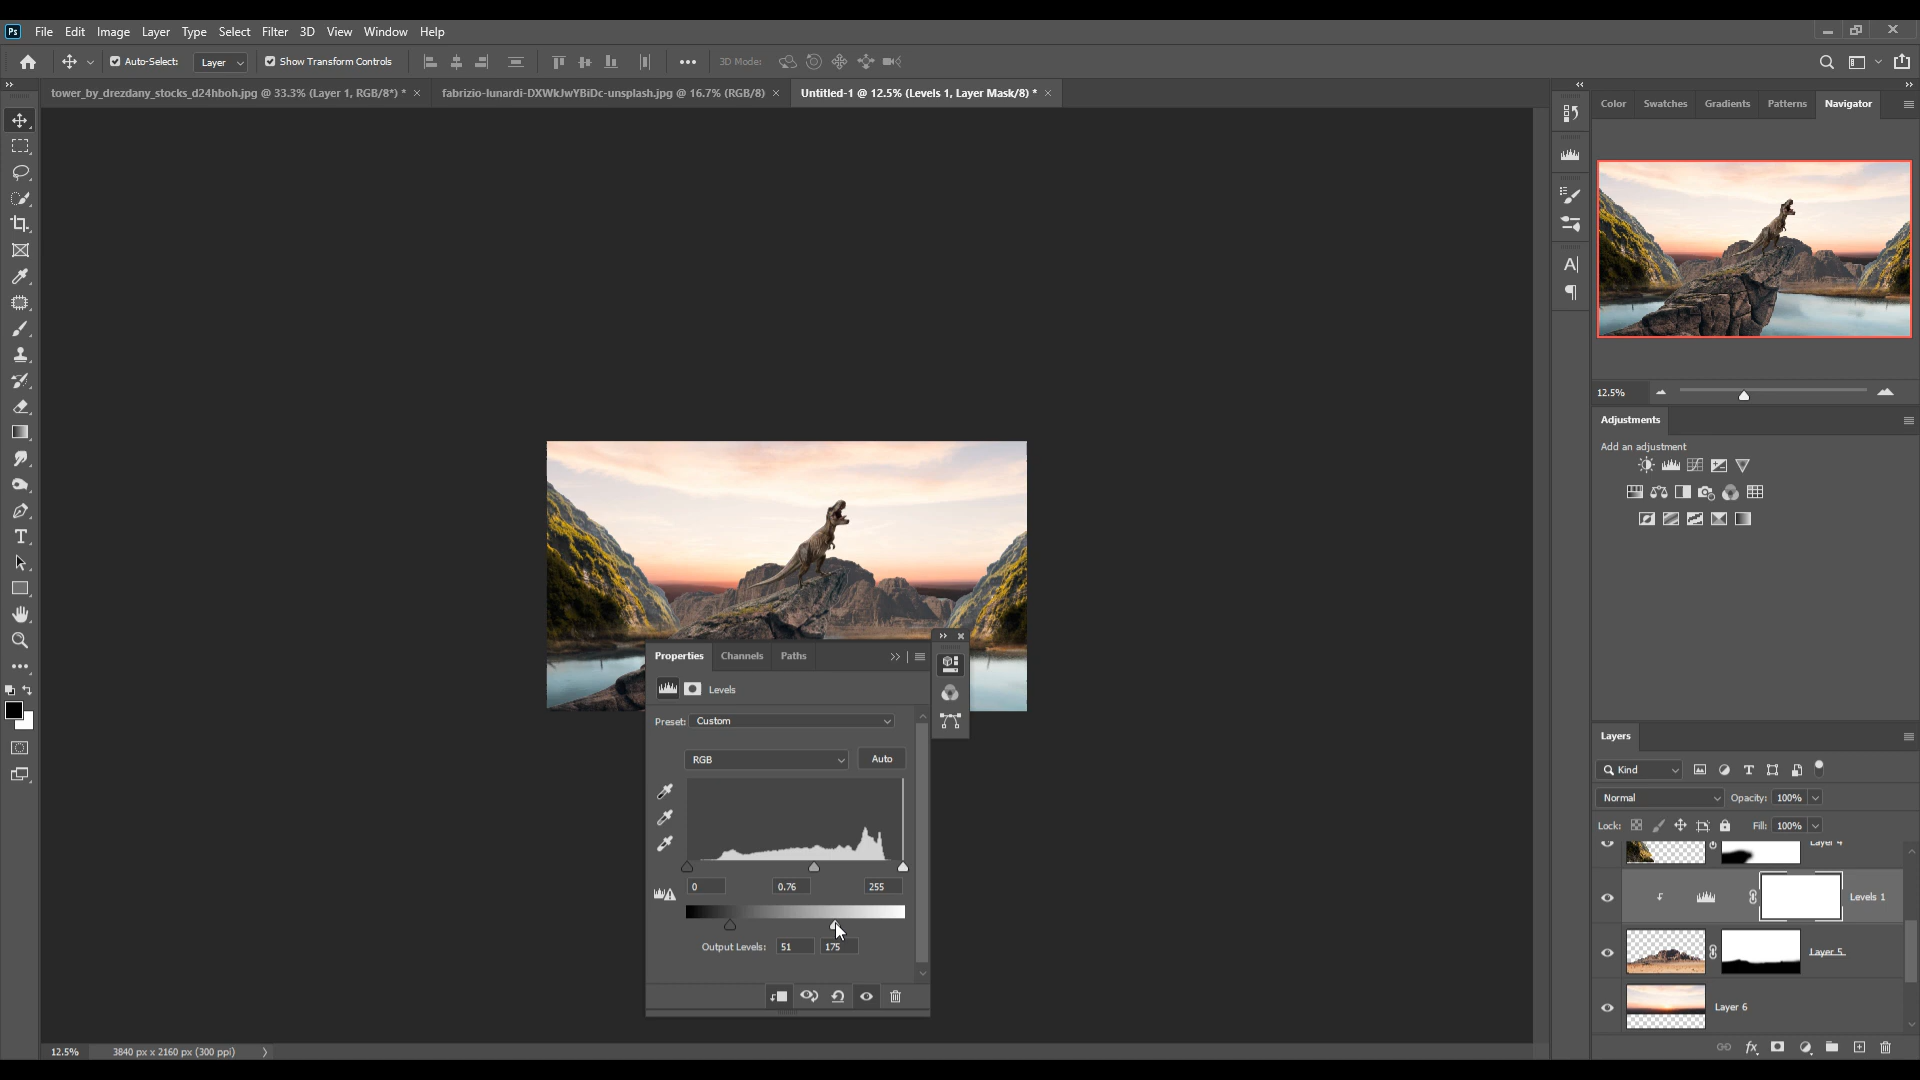 Ps File Edit Image Layer Type Select Filter 3D View Window Help
Auto-Select: Layer Show Transform Controls 3D Mode:
tower_by_drezdany_stocks_d24hboh.jpg @ 33.3% (Layer 1, RGB/8*) *
fabrizio-lunardi-DXWkJwYBiDc-unsplash.jpg @ 16.7% (RGB/8)
Untitled-1 @ 12.5% (Levels 1, Layer Mask/8) *
Color Swatches Gradients Patterns Navigator
12.5%
Adjustments
Add an adjustment
Properties Channels Paths
Levels
Preset: Custom
RGB Auto
0 0.76 255
Output Levels: 51 175
Layers
Kind
Normal Opacity: 100%
Lock: Fill: 100%
Layer 4
Levels 1
Layer 5
Layer 6
fx
12.5% 3840 px x 2160 px (300 ppi)